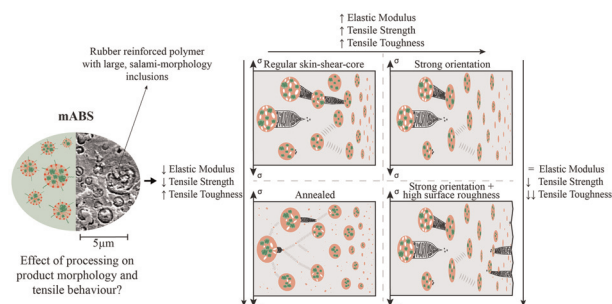 ↑ Elastic Modulus
↑ Tensile Strength
↑ Tensile Toughness
Rubber reinforced polymer
with large, salami-morphology
inclusions
mABS
5μm
Effect of processing on
product morphology and
tensile behaviour?
↓ Elastic Modulus
↓ Tensile Strength
↑ Tensile Toughness
σ
Regular skin-shear-core
σ
Strong orientation
σ
σ
σ
Annealed
σ
Strong orientation +
high surface roughness
σ
σ
= Elastic Modulus
↓ Tensile Strength
↓↓ Tensile Toughness